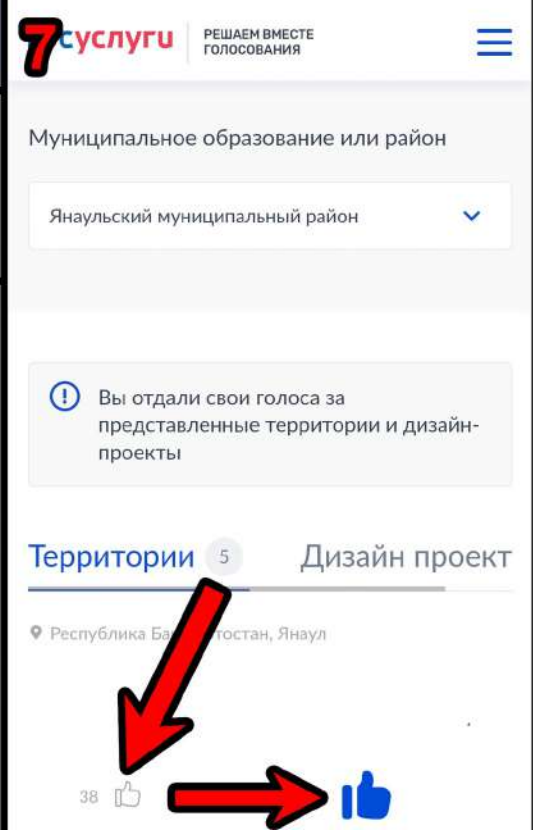 7
суслуги
РЕШАЕМ ВМЕСТЕ
ГОЛОСОВАНИЯ
Муниципальное образование или район
Янаульский муниципальный район
Вы отдали свои голоса за
представленные территории и дизайн-
проекты
Территории 5 Дизайн проект
Республика Ба тостан, Янаул
38